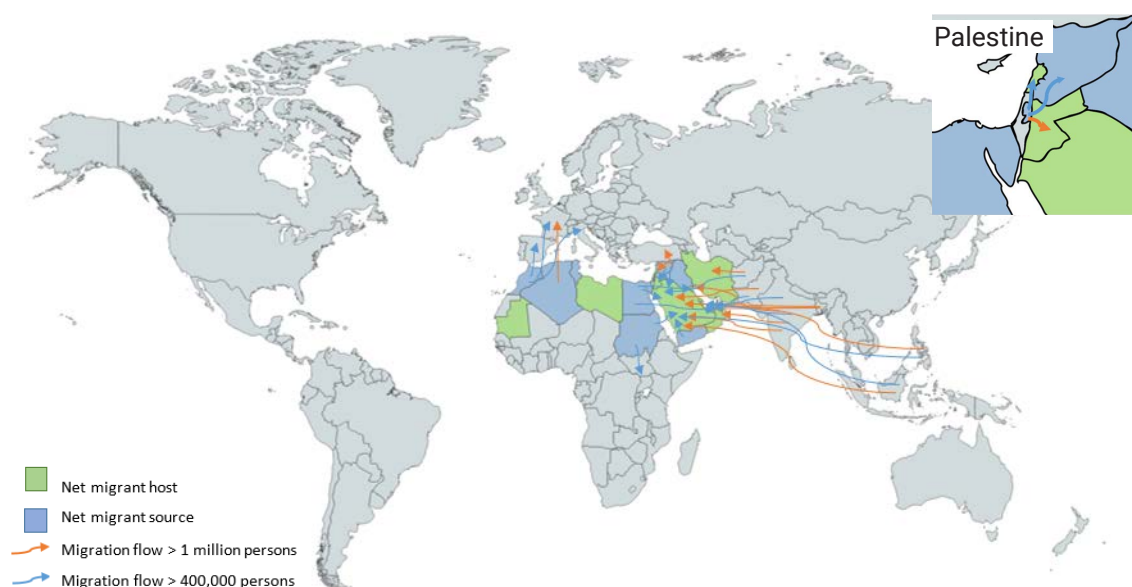 Palestine
Net migrant host
Net migrant source
Migration flow > 1 million persons
Migration flow > 400,000 persons